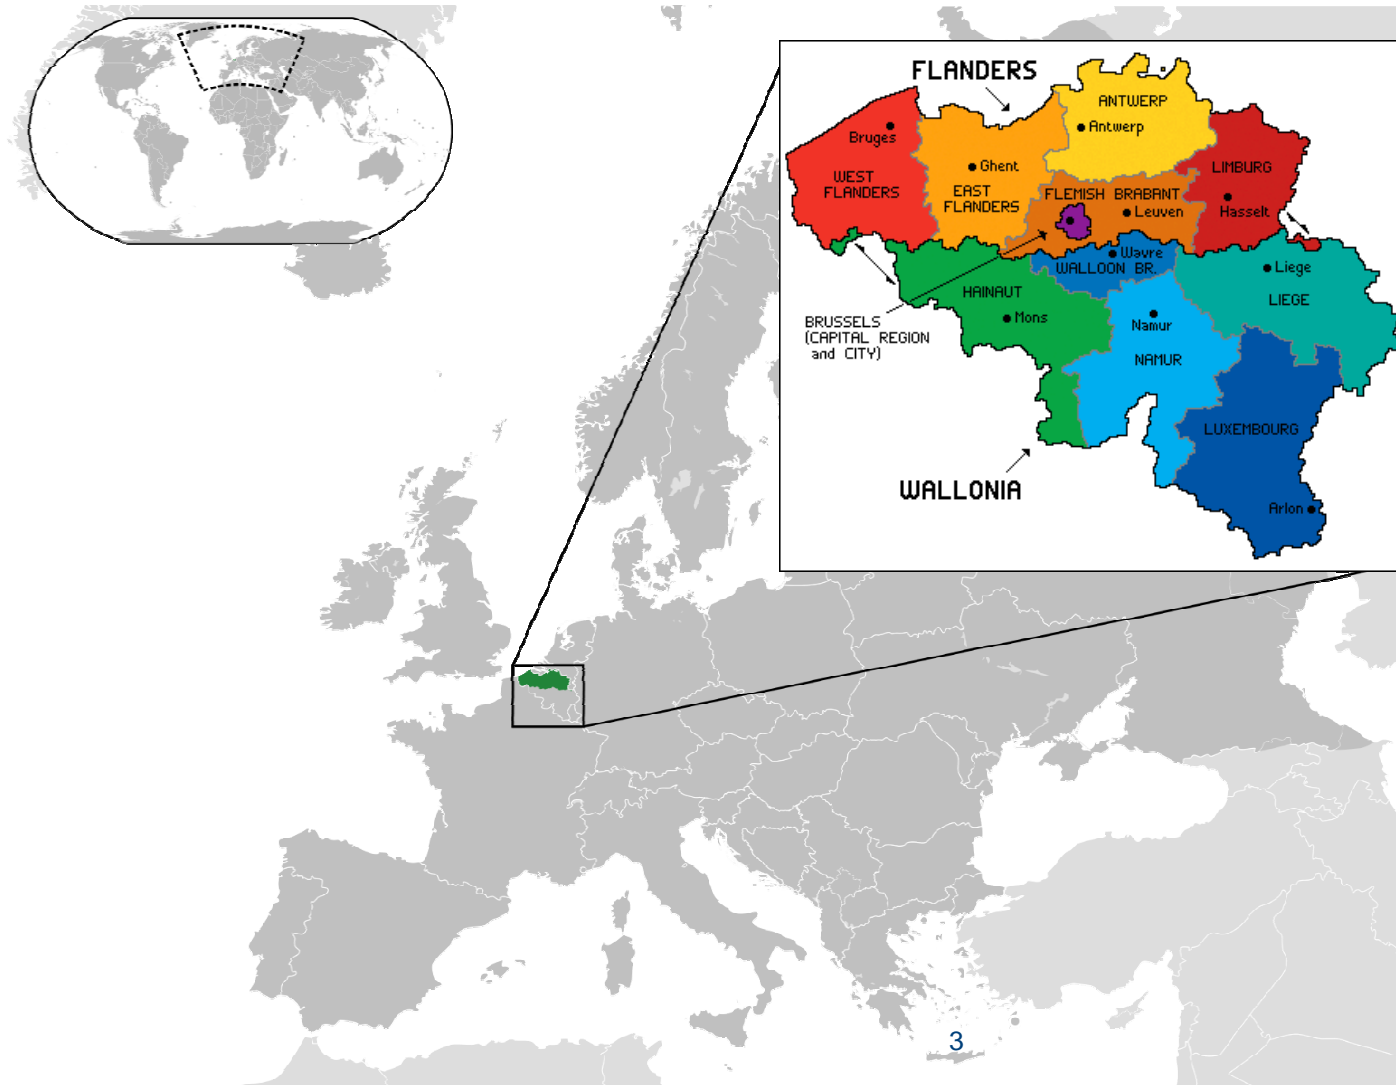 FLANDERS
ANTWERP
Antwerp
Bruges
Ghent
LIMBURG
WEST
FLANDERS
EAST
FLANDERS
FLEMISH BRABANT
Leuven
Hasselt
Wavre
WALLOON BR.
Liege
LIEGE
HAINAUT
Mons
BRUSSELS
(CAPITAL REGION
and CITY)
Namur
NAMUR
LUXEMBOURG
WALLONIA
Arlon
3